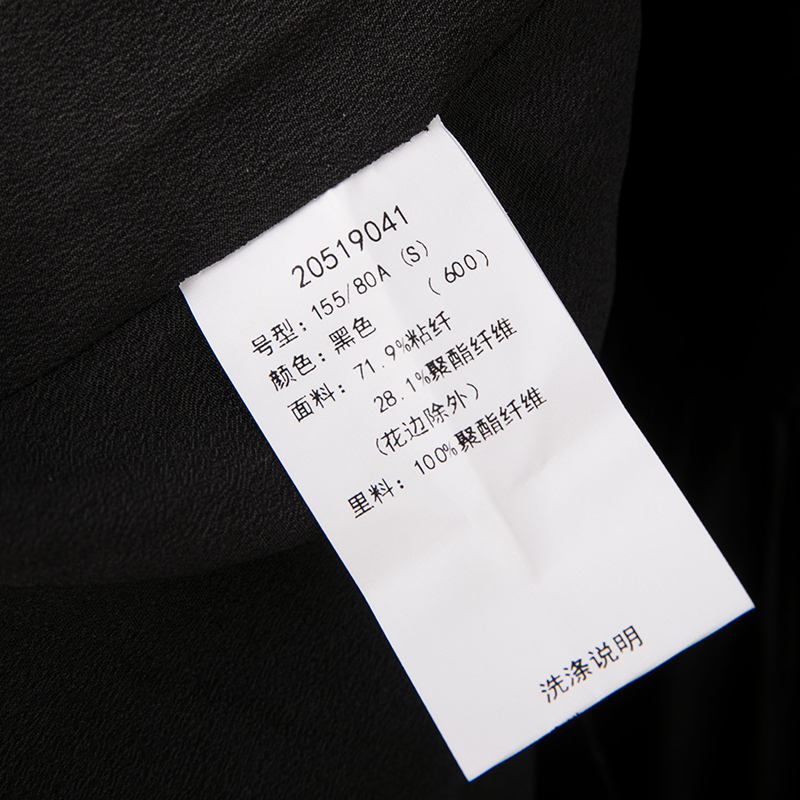 20519041
号型：155/80A (S)
颜色：黑色 (600)
面料：71.9%粘纤
28.1%聚酯纤维
(花边除外)
里料：100%聚酯纤维
洗涤说明